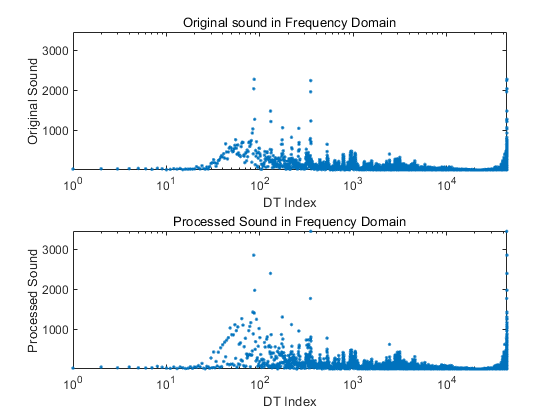 Original sound in Frequency Domain
Original Sound
3000
2000
1000
10^0 10^1 10^2 10^3 10^4
DT Index
Processed Sound in Frequency Domain
Processed Sound
3000
2000
1000
10^0 10^1 10^2 10^3 10^4
DT Index